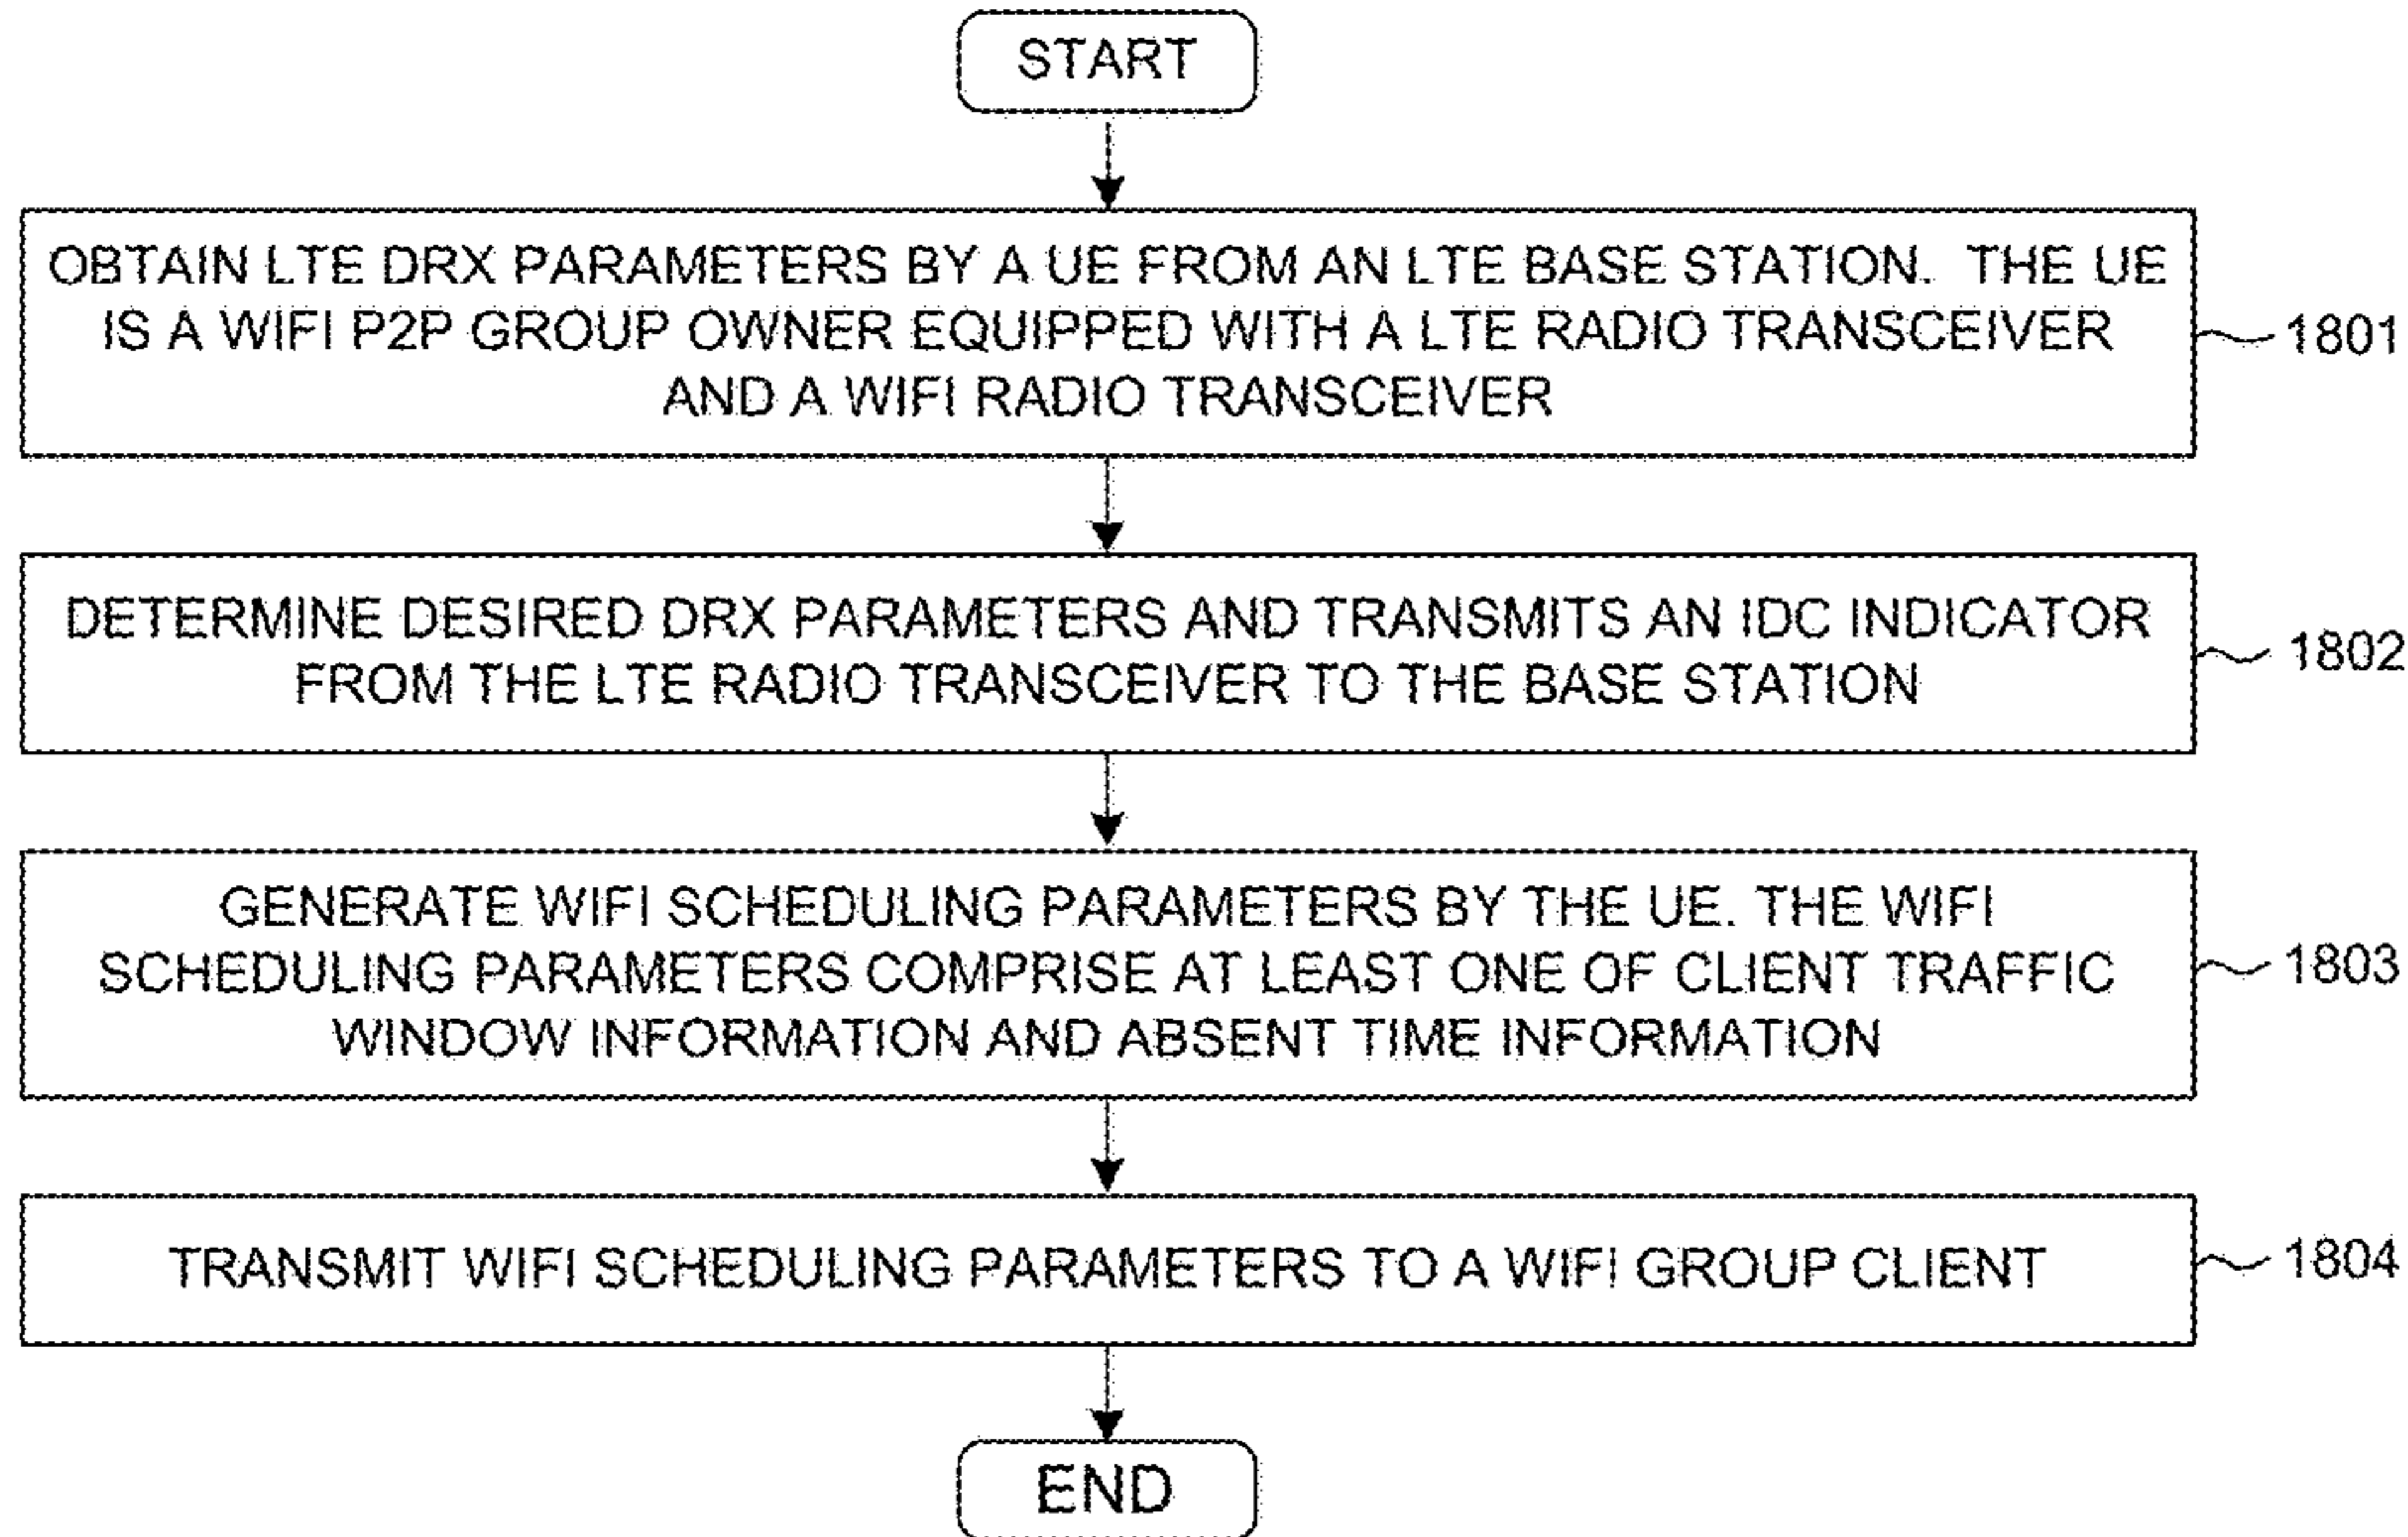 START
OBTAIN LTE DRX PARAMETERS BY A UE FROM AN LTE BASE STATION. THE UE
IS A WIFI P2P GROUP OWNER EQUIPPED WITH A LTE RADIO TRANSCEIVER
AND A WIFI RADIO TRANSCEIVER
1801
DETERMINE DESIRED DRX PARAMETERS AND TRANSMITS AN IDC INDICATOR
FROM THE LTE RADIO TRANSCEIVER TO THE BASE STATION
1802
GENERATE WIFI SCHEDULING PARAMETERS BY THE UE. THE WIFI
SCHEDULING PARAMETERS COMPRISE AT LEAST ONE OF CLIENT TRAFFIC
WINDOW INFORMATION AND ABSENT TIME INFORMATION
1803
TRANSMIT WIFI SCHEDULING PARAMETERS TO A WIFI GROUP CLIENT
1804
END